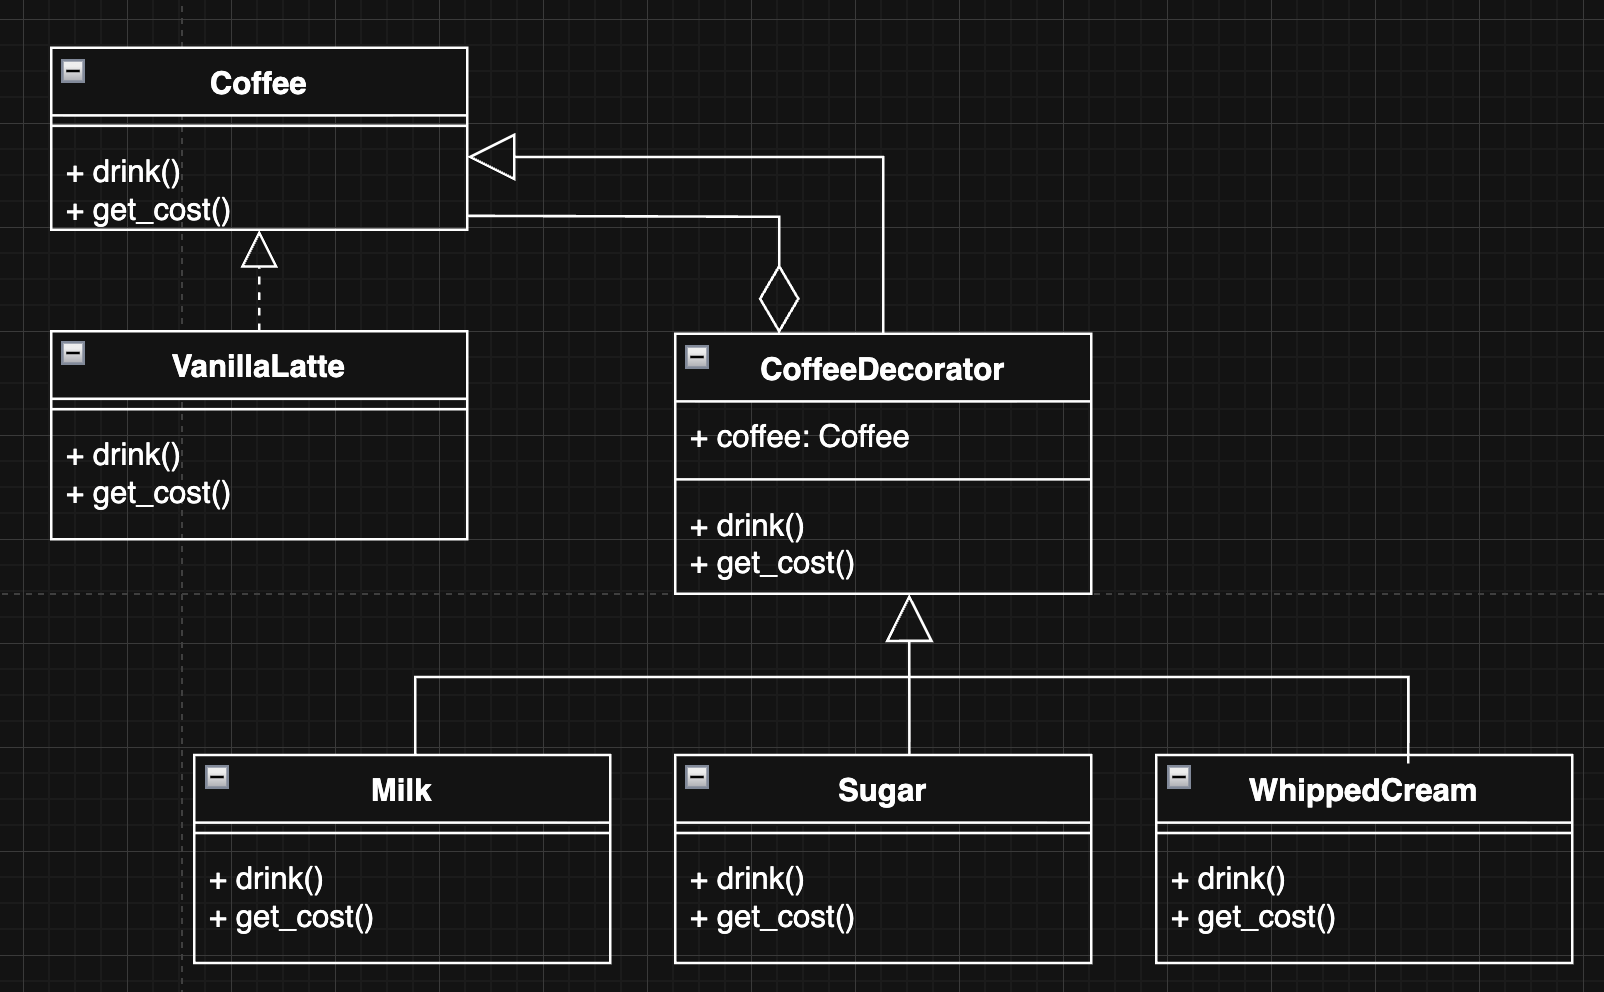 Coffee
+ drink()
+ get_cost()
VanillaLatte
+ drink()
+ get_cost()
CoffeeDecorator
+ coffee: Coffee
+ drink()
+ get_cost()
Milk
+ drink()
+ get_cost()
Sugar
+ drink()
+ get_cost()
WhippedCream
+ drink()
+ get_cost()